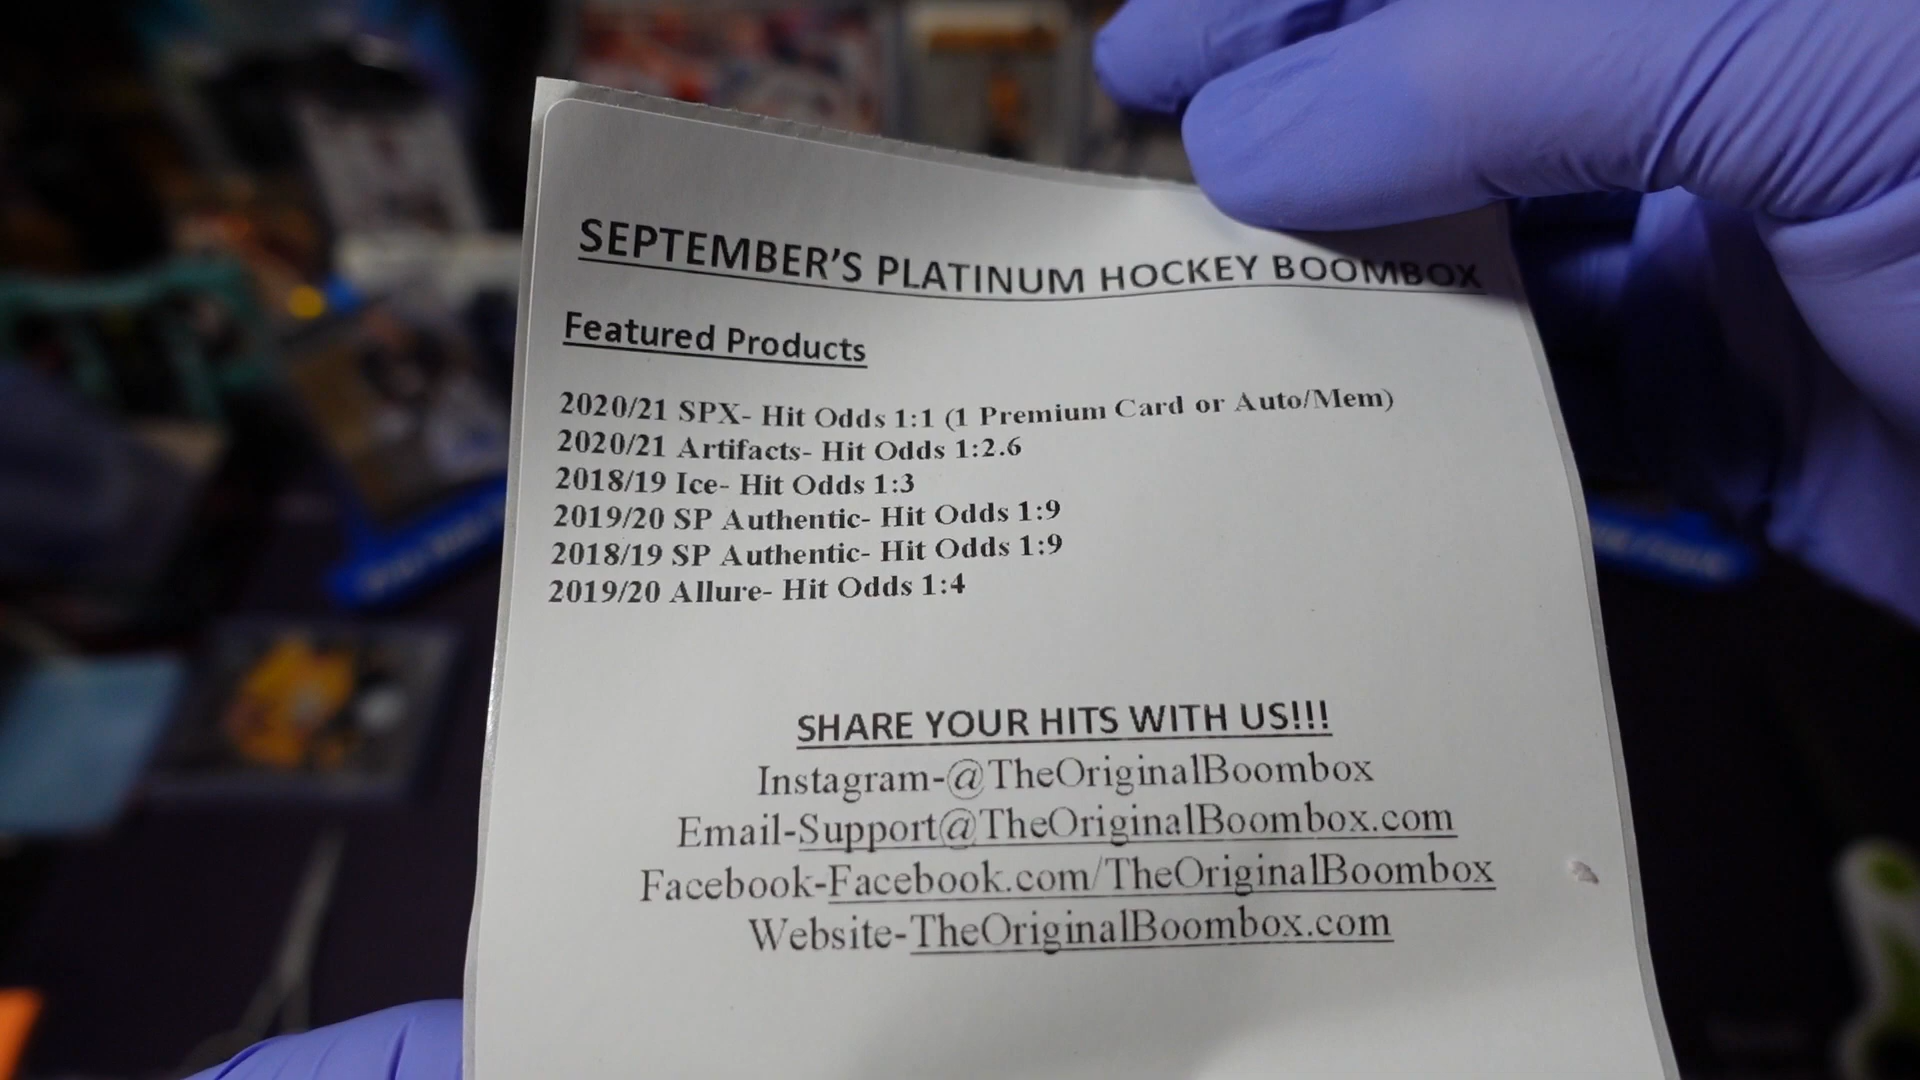 SEPTEMBER'S PLATINUM HOCKEY BOOMBOX
Featured Products
2020/21 SPX- Hit Odds 1:1 (1 Premium Card or Auto/Mem)
2020/21 Artifacts- Hit Odds 1:2.6
2018/19 Ice- Hit Odds 1:3
2019/20 SP Authentic- Hit Odds 1:9
2018/19 SP Authentic- Hit Odds 1:9
2019/20 Allure- Hit Odds 1:4
SHARE YOUR HITS WITH US!!!
Instagram-@TheOriginalBoombox
Email-Support@TheOriginalBoombox.com
Facebook-Facebook.com/TheOriginalBoombox
Website-TheOriginalBoombox.com